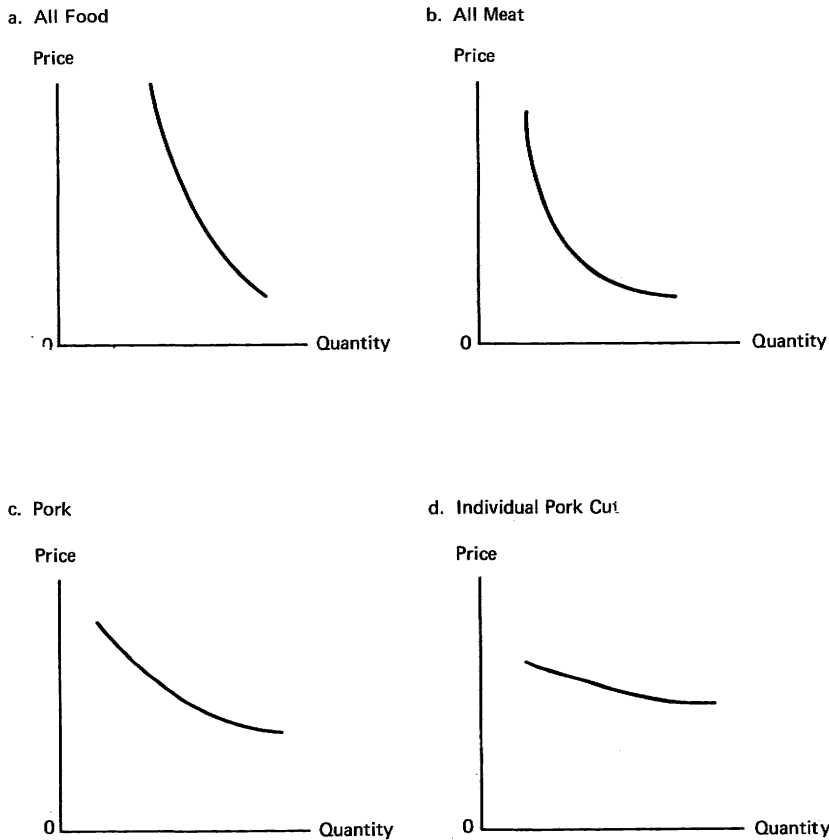 a. All Food
Price
0
Quantity
b. All Meat
Price
0
Quantity
c. Pork
Price
0
Quantity
d. Individual Pork Cut
Price
0
Quantity